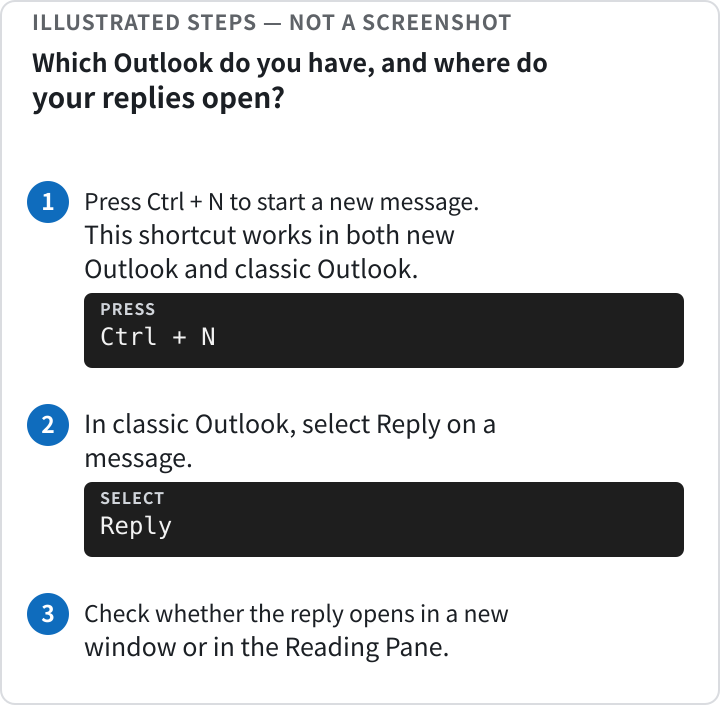 ILLUSTRATED STEPS — NOT A SCREENSHOT
Which Outlook do you have, and where do
your replies open?
1 Press Ctrl + N to start a new message.
This shortcut works in both new
Outlook and classic Outlook.
PRESS
Ctrl + N
2 In classic Outlook, select Reply on a
message.
SELECT
Reply
3 Check whether the reply opens in a new
window or in the Reading Pane.